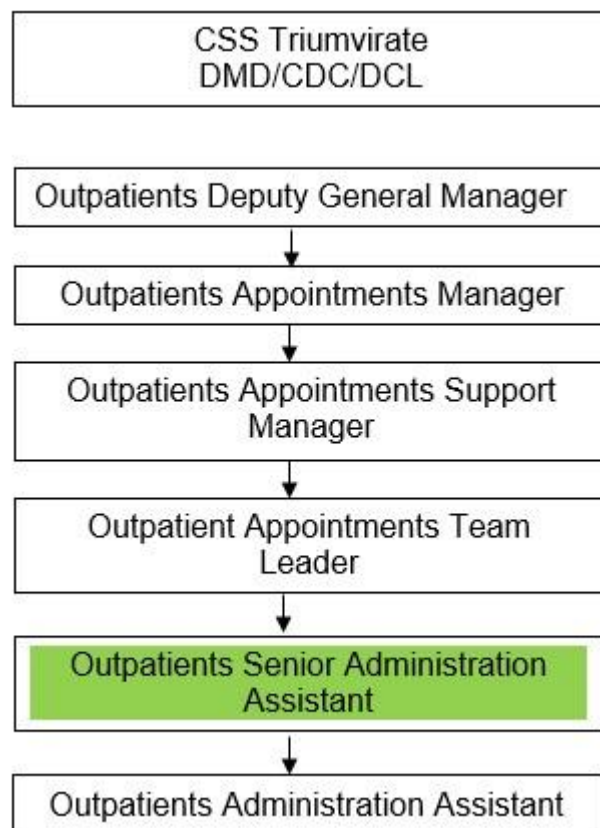 CSS Triumvirate
DMD/CDC/DCL
Outpatients Deputy General Manager
Outpatients Appointments Manager
Outpatients Appointments Support
Manager
Outpatient Appointments Team
Leader
Outpatients Senior Administration
Assistant
Outpatients Administration Assistant